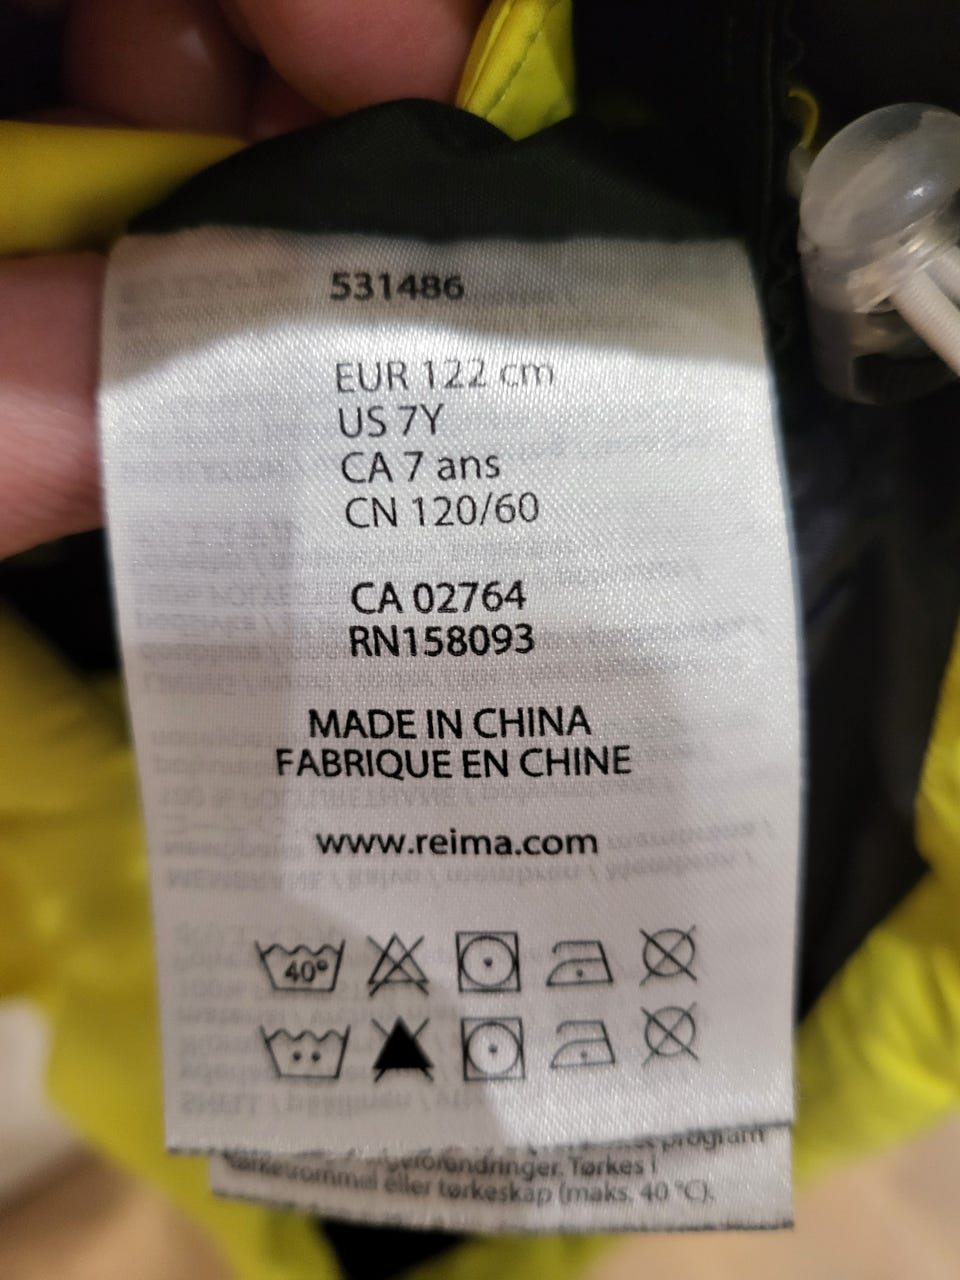 531486
EUR 122 cm
US 7Y
CA 7 ans
CN 120/60
CA 02764
RN158093
MADE IN CHINA
FABRIQUE EN CHINE
www.reima.com
40°
program
Tørkes i
eller tørkeskap (maks. 40 °C).